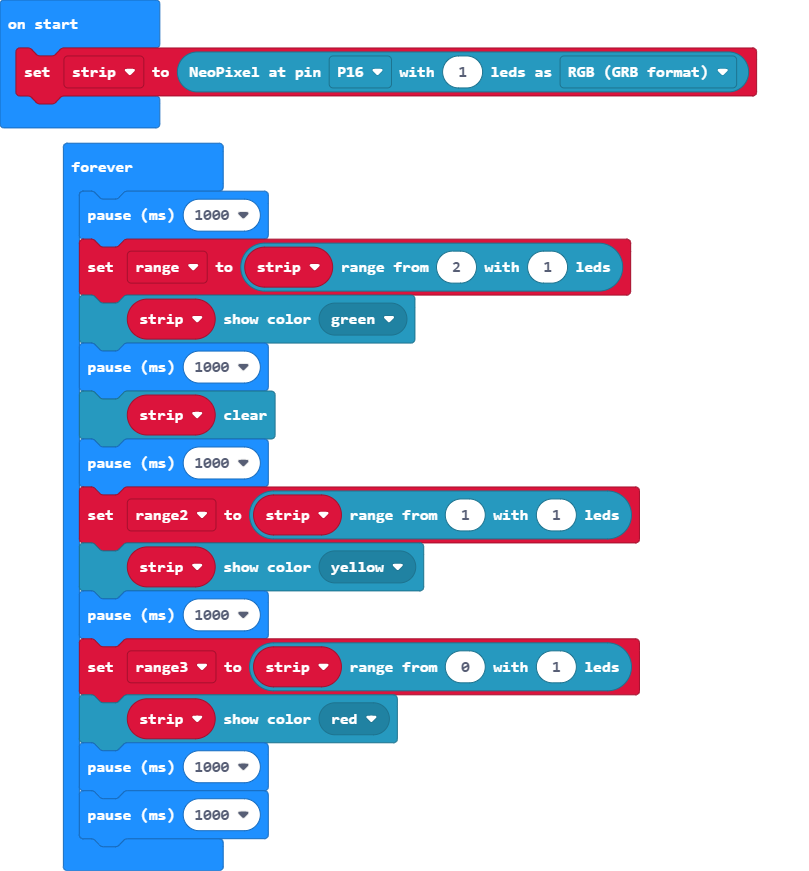 on start
set strip to NeoPixel at pin P16 with 1 leds as RGB (GRB format)
forever
pause (ms) 1000
set range to strip range from 2 with 1 leds
strip show color green
pause (ms) 1000
strip clear
pause (ms) 1000
set range2 to strip range from 1 with 1 leds
strip show color yellow
pause (ms) 1000
set range3 to strip range from 0 with 1 leds
strip show color red
pause (ms) 1000
pause (ms) 1000